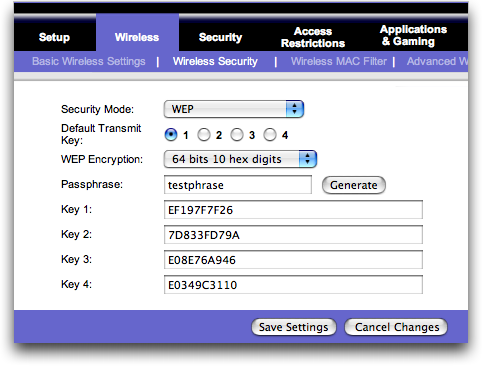 Setup Wireless Security Access Restrictions Applications & Gaming
Basic Wireless Settings | Wireless Security | Wireless MAC Filter | Advanced W
Security Mode: WEP
Default Transmit Key: 1 2 3 4
WEP Encryption: 64 bits 10 hex digits
Passphrase: testphrase Generate
Key 1: EF197F7F26
Key 2: 7D833FD79A
Key 3: E08E76A946
Key 4: E0349C3110
Save Settings Cancel Changes